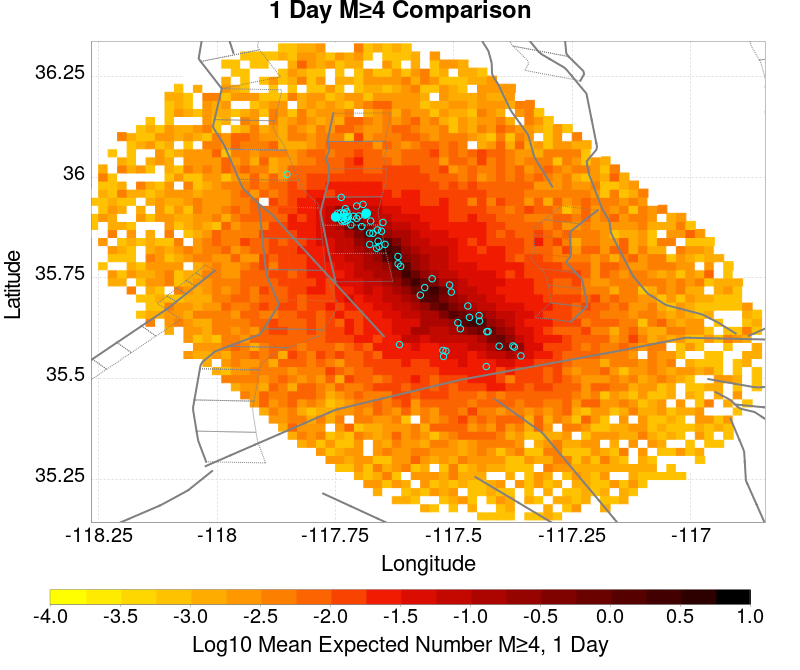 1 Day M≥4 Comparison
36.25
36
35.75
35.5
35.25
Latitude
-118.25 -118 -117.75 -117.5 -117.25 -117
Longitude
-4.0 -3.5 -3.0 -2.5 -2.0 -1.5 -1.0 -0.5 0.0 0.5 1.0
Log10 Mean Expected Number M≥4, 1 Day